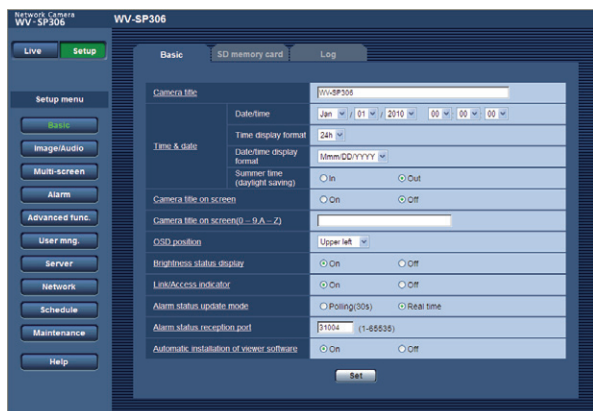 Network Camera
WV-SP306
WV-SP306
Live Setup
Setup menu
Basic
Image/Audio
Multi-screen
Alarm
Advanced func.
User mng.
Server
Network
Schedule
Maintenance
Help
Basic SD memory card Log
Camera title WV-SP306
Time & date
Date/time Jan / 01 / 2010 00 00 00
Time display format 24h
Date/time display
format Mmm/DD/YYYY
Summer time
(daylight saving) In Out
Camera title on screen On Off
Camera title on screen(0 – 9,A – Z)
OSD position Upper left
Brightness status display On Off
Link/Access indicator On Off
Alarm status update mode Polling(30s) Real time
Alarm status reception port 31004 (1-65535)
Automatic installation of viewer software On Off
Set